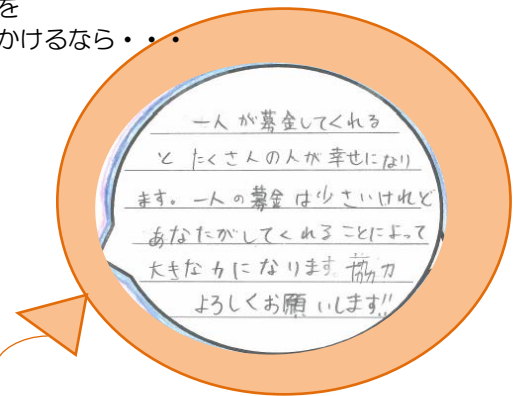 を
かけるなら・・・
一人が募金してくれる
とたくさんの人が幸せになり
ます。一人の募金は少さいけれど
あなたがしてくれることによって
大きな力になります。協力
よろしくお願いします!!